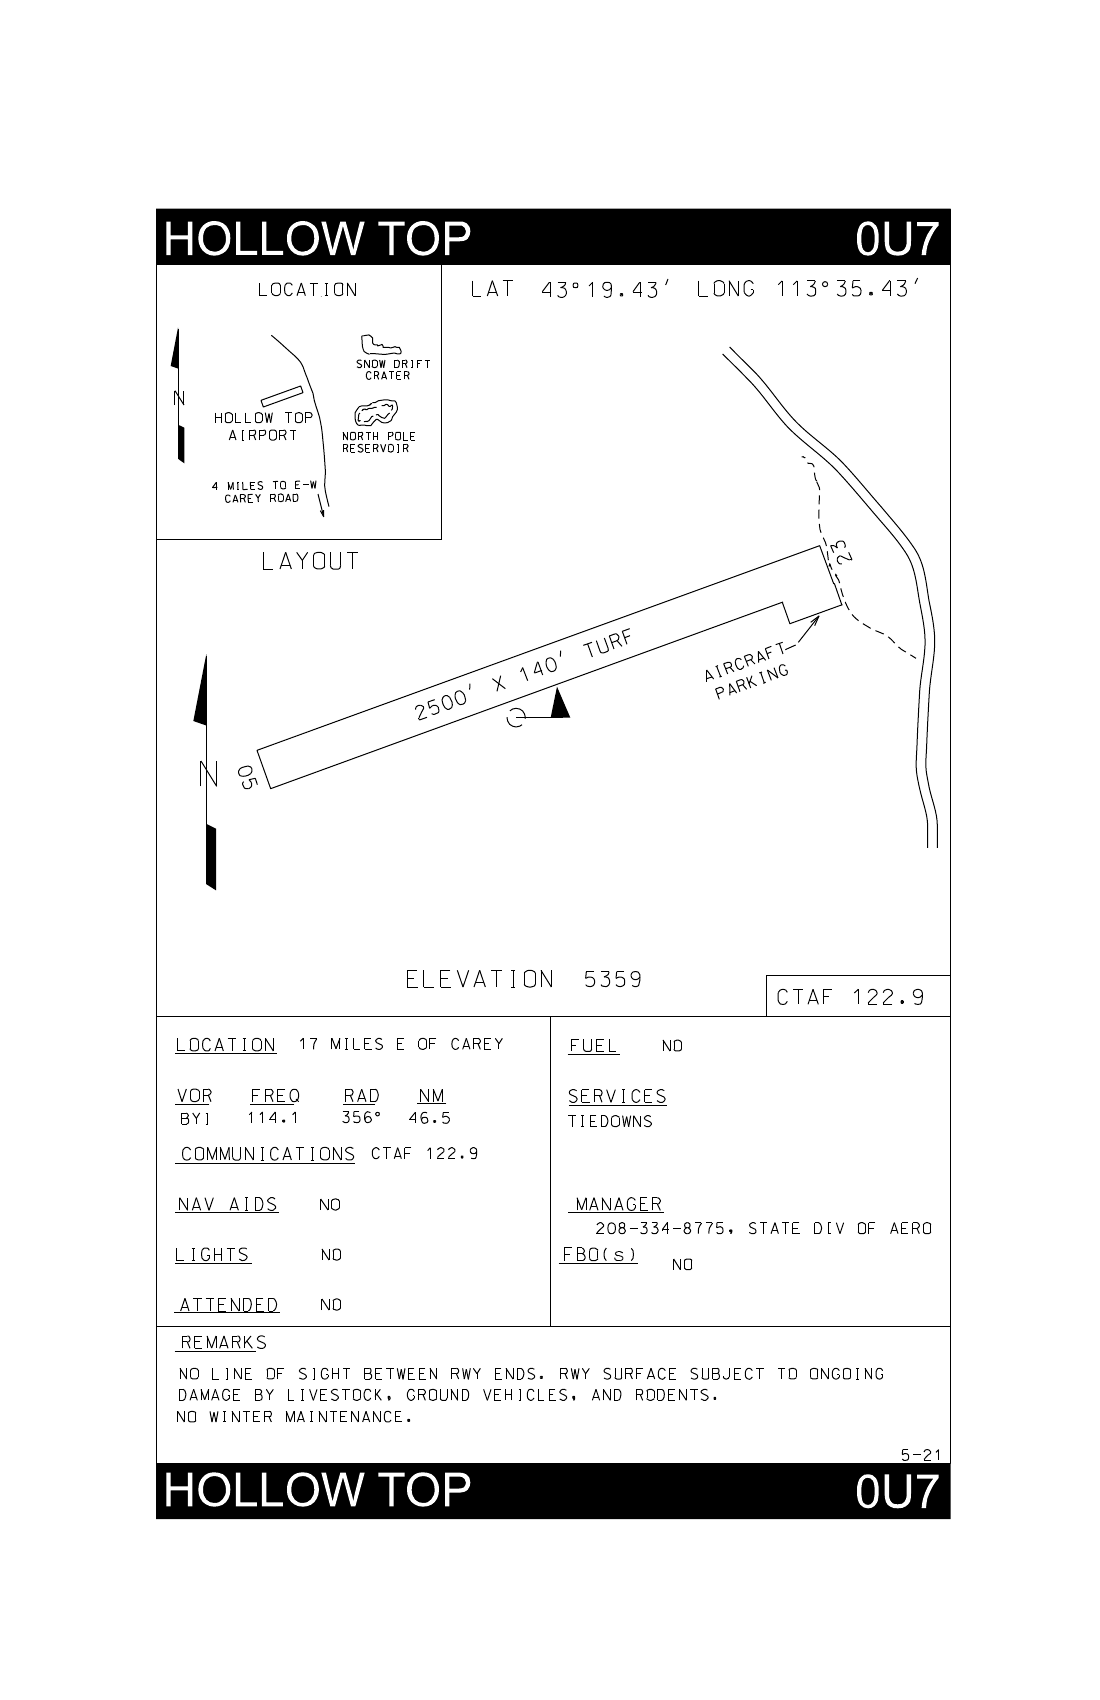 HOLLOW TOP 0U7
LOCATION
LAT 43°19.43' LONG 113°35.43'
SNOW DRIFT
CRATER
N
HOLLOW TOP
AIRPORT
NORTH POLE
RESERVOIR
4 MILES TO E-W
CAREY ROAD
LAYOUT
23
2500' X 140' TURF
AIRCRAFT
PARKING
N
05
ELEVATION 5359
CTAF 122.9
LOCATION 17 MILES E OF CAREY
VOR FREQ RAD NM
BYI 114.1 356° 46.5
COMMUNICATIONS CTAF 122.9
NAV AIDS NO
LIGHTS NO
ATTENDED NO
FUEL NO
SERVICES
TIEDOWNS
MANAGER
208-334-8775, STATE DIV OF AERO
FBO(s) NO
REMARKS
NO LINE OF SIGHT BETWEEN RWY ENDS. RWY SURFACE SUBJECT TO ONGOING
DAMAGE BY LIVESTOCK, GROUND VEHICLES, AND RODENTS.
NO WINTER MAINTENANCE.
5-21
HOLLOW TOP 0U7